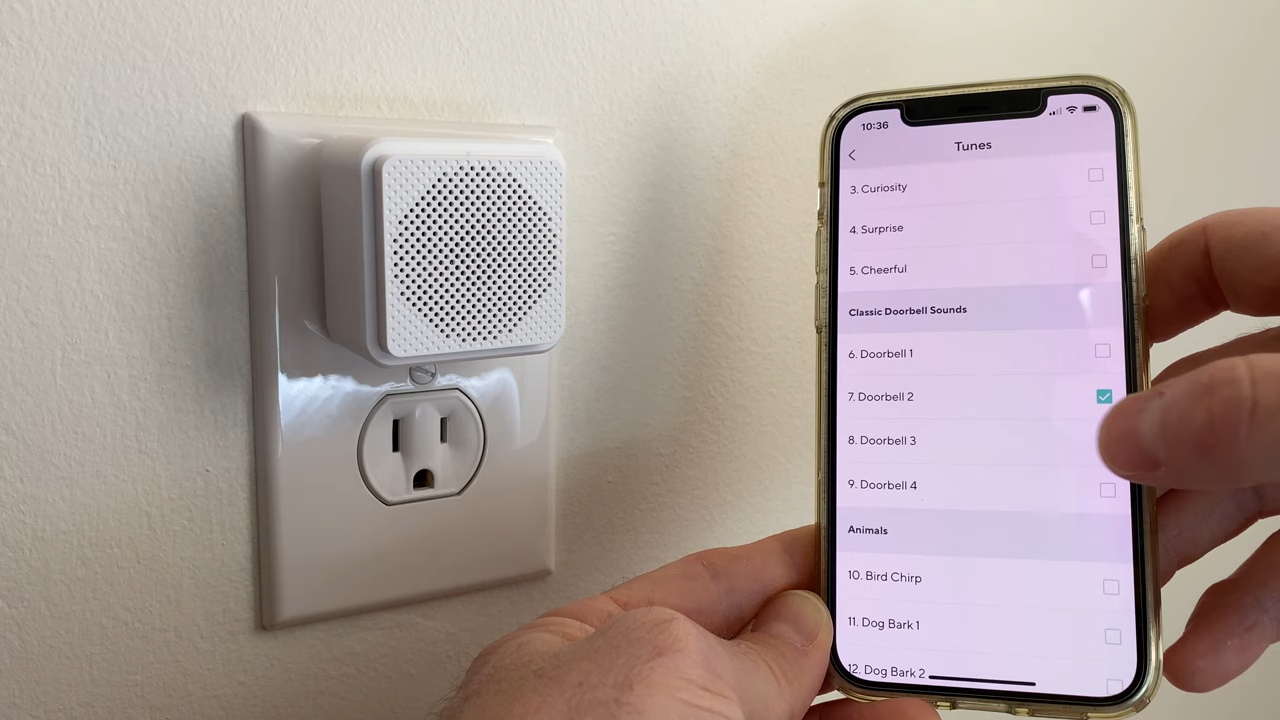 10:36
Tunes
3. Curiosity
4. Surprise
5. Cheerful
Classic Doorbell Sounds
6. Doorbell 1
7. Doorbell 2
8. Doorbell 3
9. Doorbell 4
Animals
10. Bird Chirp
11. Dog Bark 1
12. Dog Bark 2